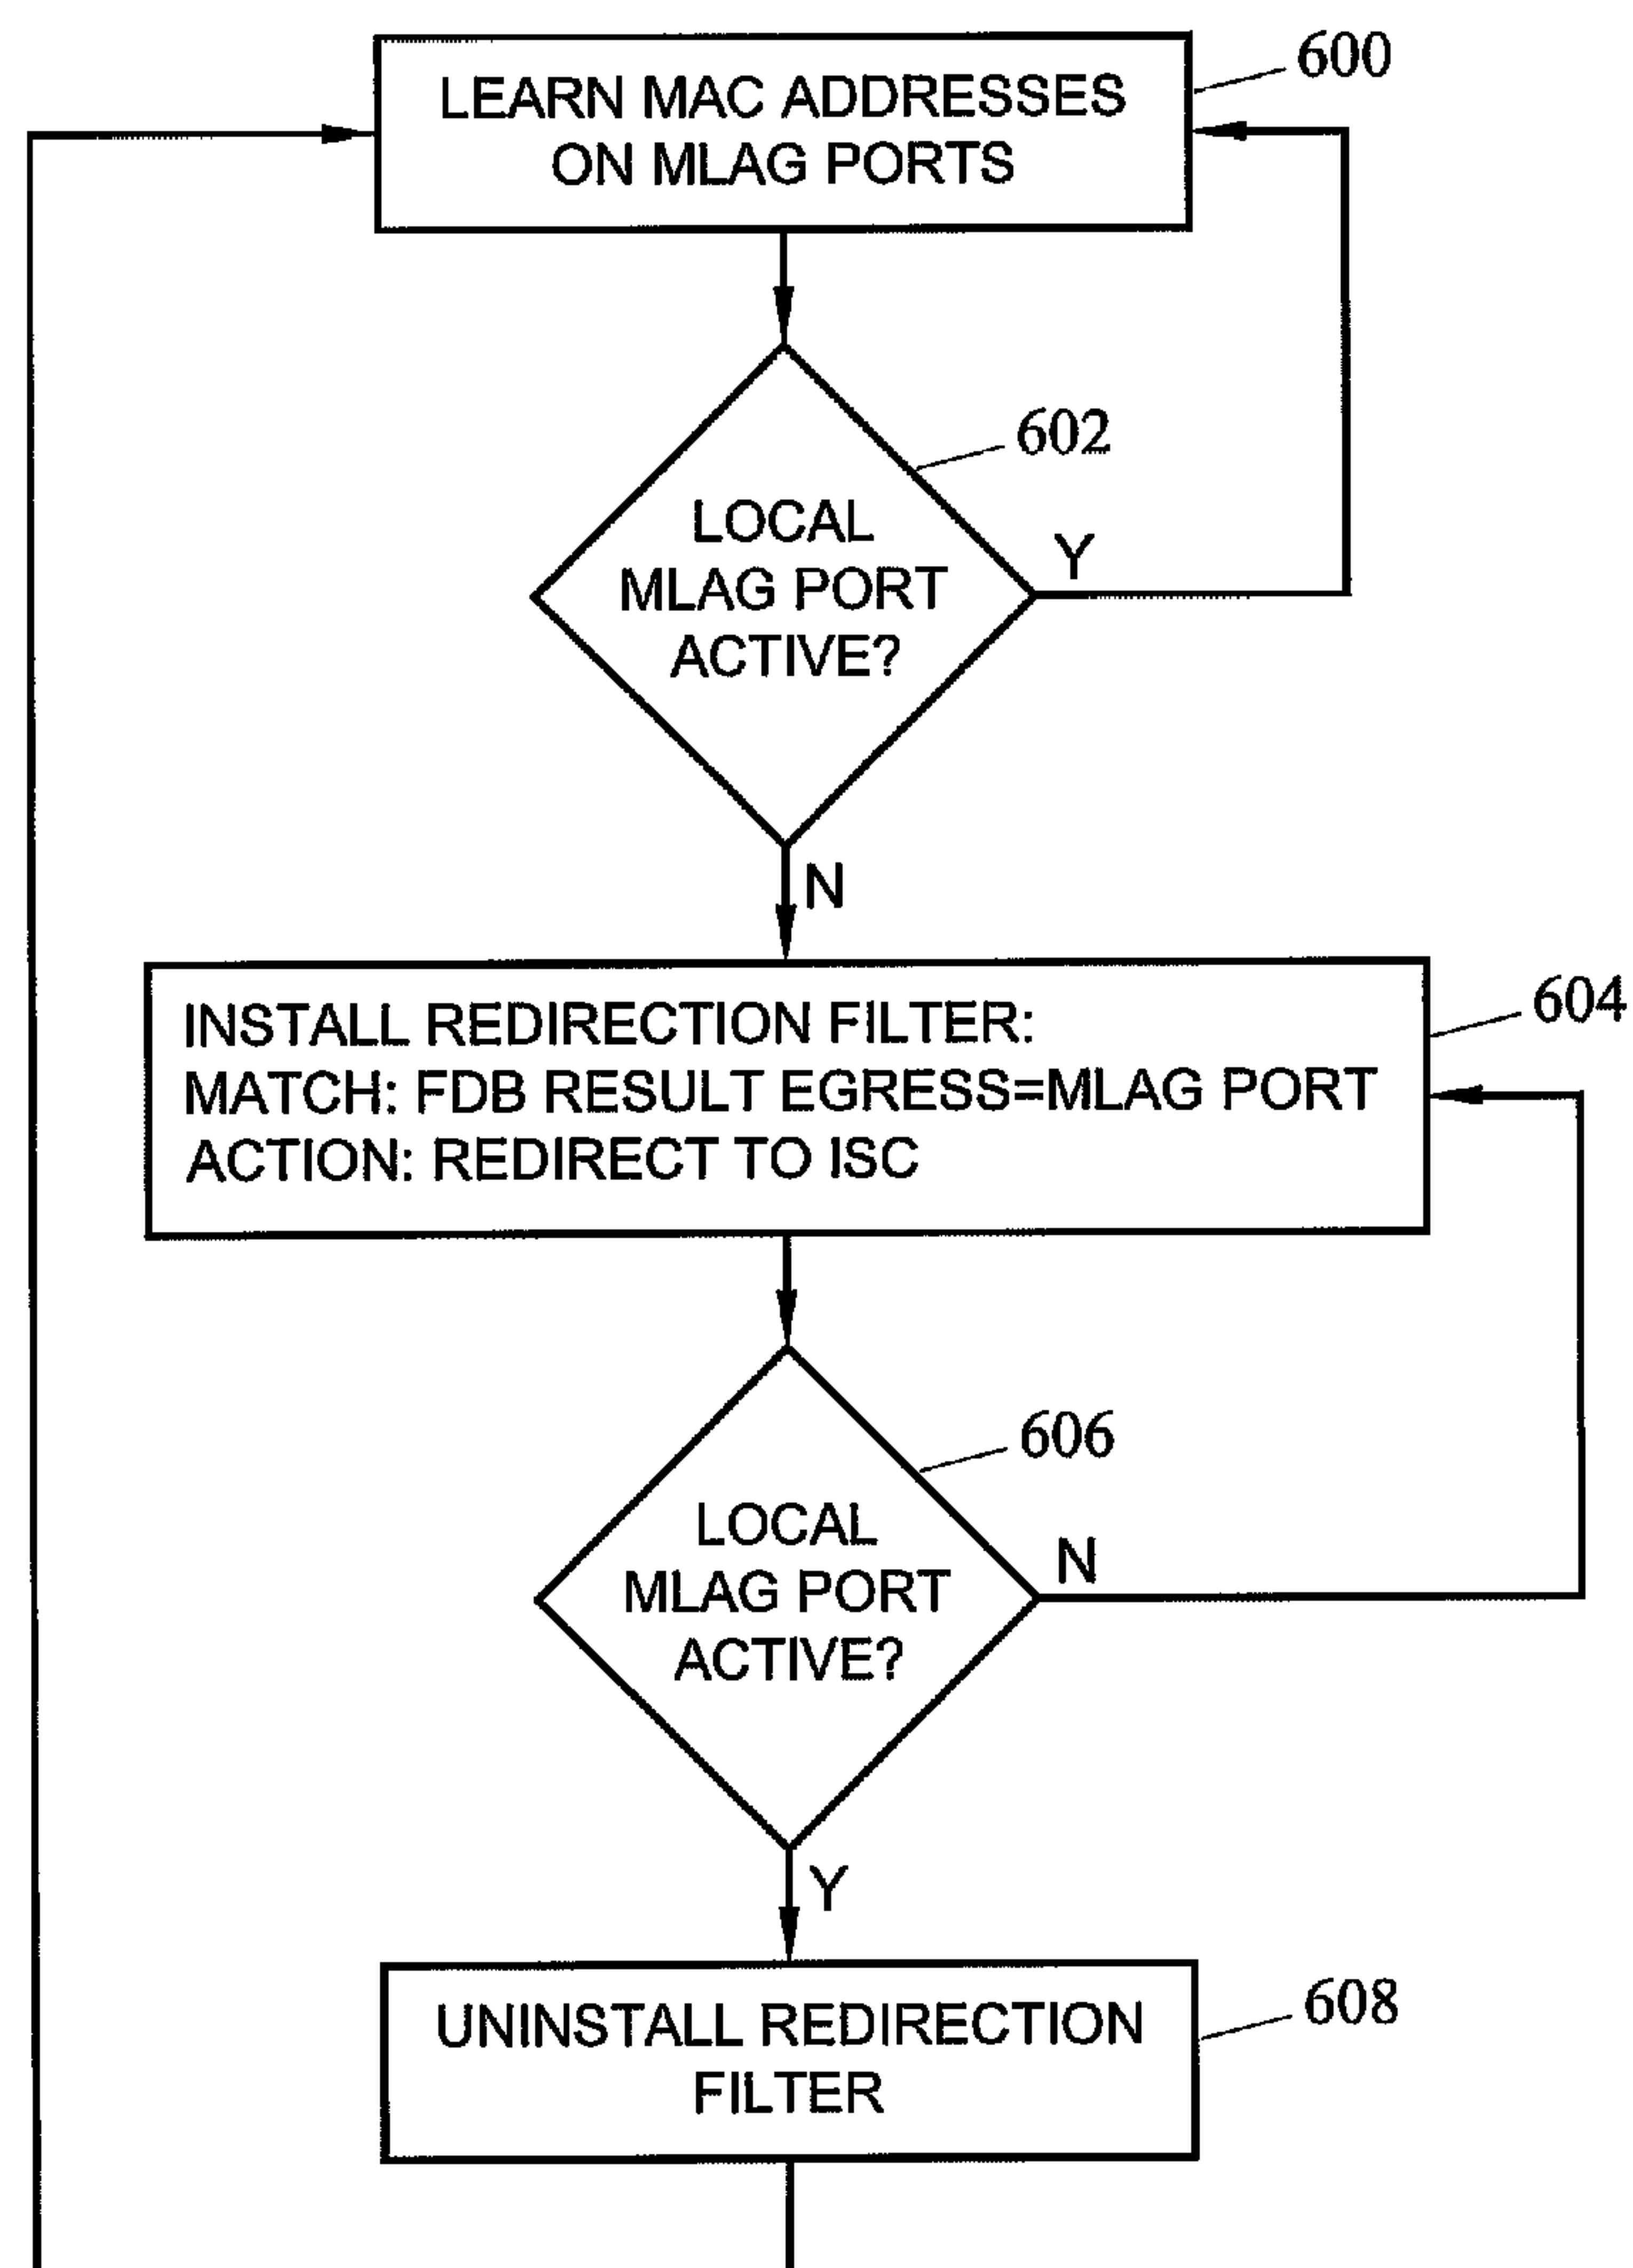 600
LEARN MAC ADDRESSES
ON MLAG PORTS
602
LOCAL
MLAG PORT
ACTIVE?
Y
N
604
INSTALL REDIRECTION FILTER:
MATCH: FDB RESULT EGRESS=MLAG PORT
ACTION: REDIRECT TO ISC
606
LOCAL
MLAG PORT
ACTIVE?
N
Y
608
UNINSTALL REDIRECTION
FILTER